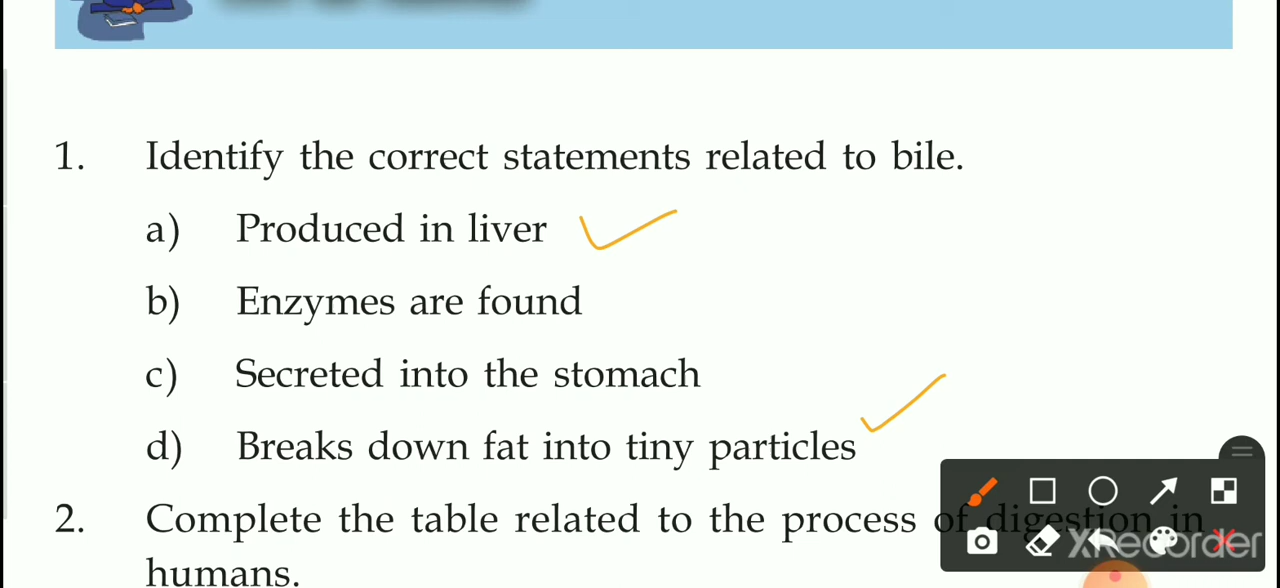 1. Identify the correct statements related to bile.
a) Produced in liver
b) Enzymes are found
c) Secreted into the stomach
d) Breaks down fat into tiny particles
2. Complete the table related to the process of digestion in
humans.
XRecorder